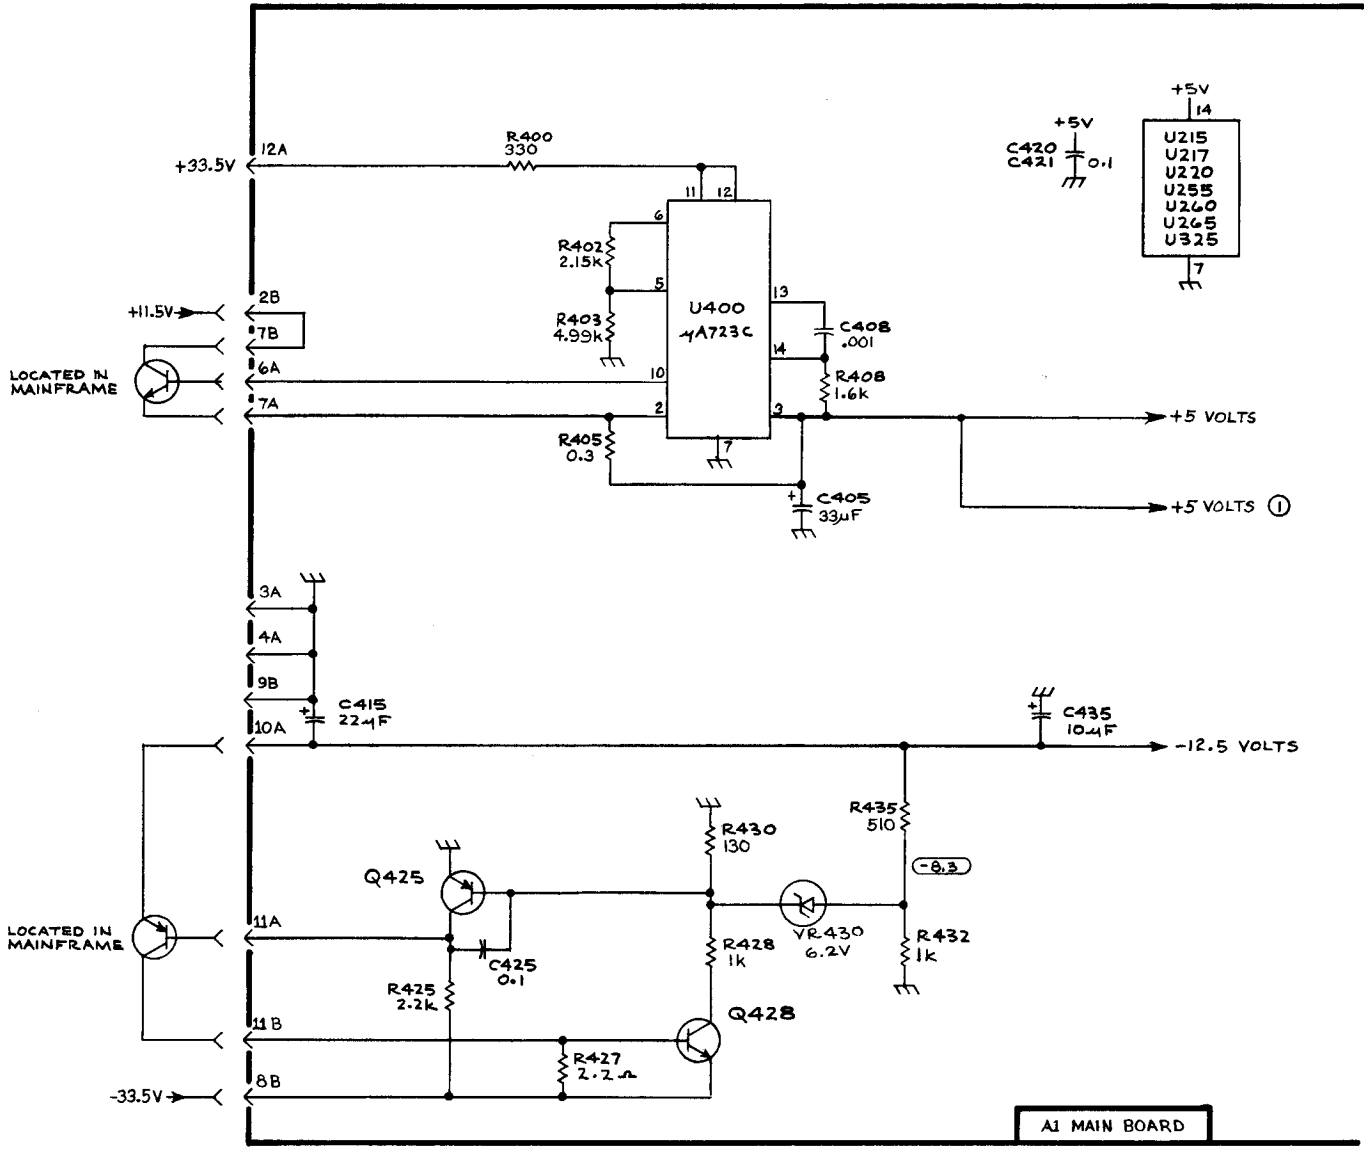 +5V
14
U215
U217
U220
U255
U260
U265
U325
7
+5V
C420
C421
0.1
12A
+33.5V
R400
330
11
12
6
R402
2.15k
5
R403
4.99k
U400
µA723C
13
C408
.001
14
R408
1.6k
10
2
3
7
2B
+11.5V
7B
LOCATED IN
MAINFRAME
6A
7A
R405
0.3
+ C405
33µF
+5 VOLTS
+5 VOLTS ①
3A
4A
9B
+ C415
22µF
10A
+ C435
10µF
-12.5 VOLTS
R435
510
-8.3
R430
130
Q425
VR430
6.2V
R432
1k
LOCATED IN
MAINFRAME
11A
C425
0.1
R428
1k
R425
2.2k
Q428
11B
R427
2.2Ω
8B
-33.5V
A1 MAIN BOARD